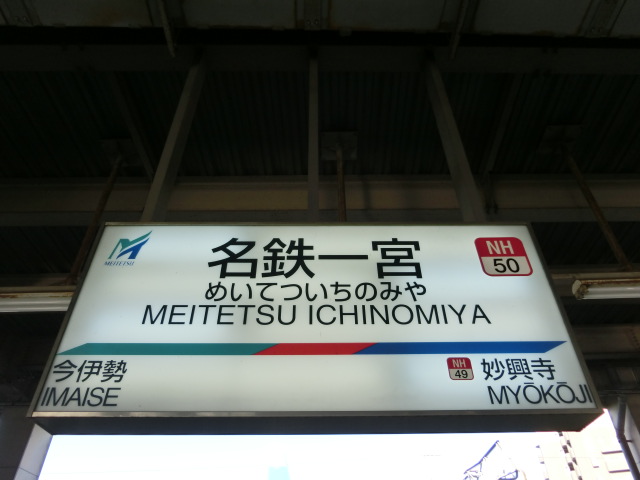 MEITETSU
名鉄一宮
NH
50
めいてついちのみや
MEITETSU ICHINOMIYA
今伊勢
IMAISE
NH
49
妙興寺
MYŌKŌJI